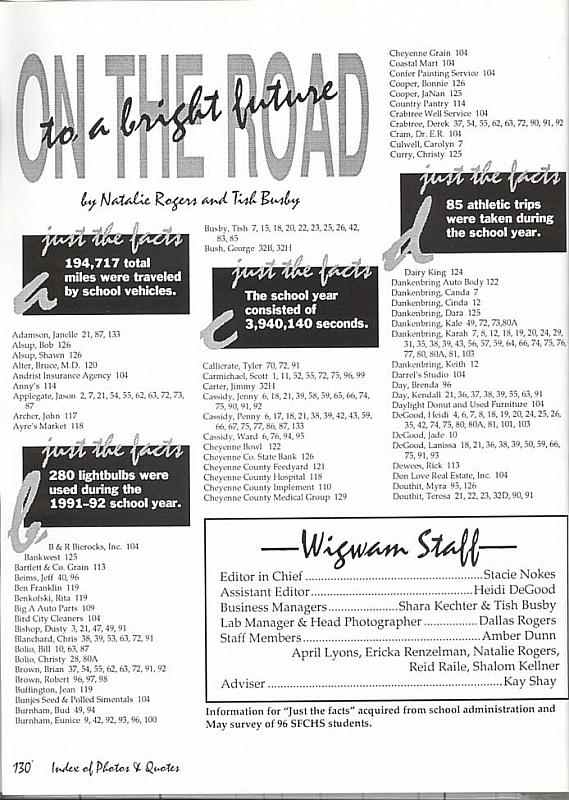 ON THE ROAD
to a bright future
by Natalie Rogers and Tish Busby
just the facts
194,717 total
miles were traveled
by school vehicles.
a
Adamson, Janelle 21, 87, 133
Alsup, Bob 126
Alsup, Shawn 126
Alter, Bruce, M.D. 120
Andrist Insurance Agency 104
Anny's 114
Applegate, Jason 2, 7, 21, 54, 55, 62, 63, 72, 73,
87
Archer, John 117
Ayre's Market 118
just the facts
280 lightbulbs were
used during the
1991-92 school year.
b
B & R Bierocks, Inc. 104
Bankwest 125
Bartlett & Co. Grain 113
Beims, Jeff 40, 96
Ben Franklin 119
Benkofski, Rita 119
Big A Auto Parts 109
Bird City Cleaners 104
Bishop, Dusty 3, 21, 47, 49, 91
Blanchard, Chris 38, 39, 53, 63, 72, 91
Bolio, Bill 10, 63, 87
Bolio, Christy 28, 80A
Brown, Brian 37, 54, 55, 62, 63, 72, 91, 92
Brown, Robert 96, 97, 98
Buffington, Jean 119
Bunjes Seed & Polled Simentals 104
Burnham, Bud 49, 94
Burnham, Eunice 9, 42, 92, 93, 96, 100
Busby, Tish 7, 15, 18, 20, 22, 23, 25, 26, 42,
83, 85
Bush, George 32B, 32H
just the facts
The school year
consisted of
3,940,140 seconds.
c
Callicrate, Tyler 70, 72, 91
Carmichael, Scott 1, 11, 52, 55, 72, 75, 96, 99
Carter, Jimmy 32H
Cassidy, Jenny 6, 18, 21, 39, 58, 59, 65, 66, 74,
75, 90, 91, 92
Cassidy, Penny 6, 17, 18, 21, 38, 39, 42, 43, 59,
66, 67, 75, 77, 86, 87, 133
Cassidy, Ward 6, 76, 94, 95
Cheyenne Bowl 122
Cheyenne Co. State Bank 126
Cheyenne County Feedyard 121
Cheyenne County Hospital 118
Cheyenne County Implement 110
Cheyenne County Medical Group 129
Cheyenne Grain 104
Coastal Mart 104
Confer Painting Service 104
Cooper, Bonnie 126
Cooper, JaNan 125
Country Pantry 114
Crabtree Well Service 104
Crabtree, Derek 37, 54, 55, 62, 63, 72, 90, 91, 92
Cram, Dr. E.R. 104
Culwell, Carolyn 7
Curry, Christy 125
just the facts
85 athletic trips
were taken during
the school year.
d
Dairy King 124
Dankenbring Auto Body 122
Dankenbring, Canda 7
Dankenbring, Cinda 12
Dankenbring, Dara 125
Dankenbring, Kale 49, 72, 73,80A
Dankenbring, Karah 7, 8, 12, 18, 19, 20, 24, 29,
31, 35, 38, 39, 43, 56, 57, 59, 64, 66, 74, 75, 76,
77, 80, 80A, 81, 103
Dankenbring, Keith 12
Darrel's Studio 104
Day, Brenda 96
Day, Kendall 21, 36, 37, 38, 39, 55, 63, 91
Daylight Donut and Used Furniture 104
DeGood, Heidi 4, 6, 7, 8, 18, 19, 20, 24, 25, 26,
35, 42, 74, 75, 80, 80A, 81, 101, 103
DeGood, Jade 10
DeGood, Lanissa 18, 21, 36, 38, 39, 50, 59, 66,
75, 91, 93
Dewees, Rick 113
Don Love Real Estate, Inc. 104
Douthit, Myra 95, 126
Douthit, Teresa 21, 22, 23, 32D, 90, 91
—Wigwam Staff—
Editor in Chief ................ Stacie Nokes
Assistant Editor ................ Heidi DeGood
Business Managers ................ Shara Kechter & Tish Busby
Lab Manager & Head Photographer ................ Dallas Rogers
Staff Members ................ Amber Dunn
April Lyons, Ericka Renzelman, Natalie Rogers,
Reid Raile, Shalom Kellner
Adviser ................ Kay Shay
Information for "Just the facts" acquired from school administration and
May survey of 96 SFCHS students.
130 Index of Photos & Quotes